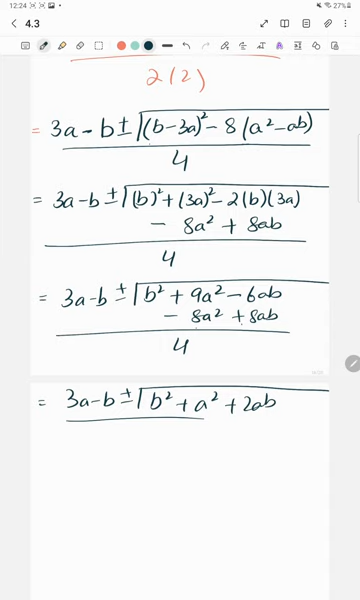 12:24
27%
4.3
2(2)
= 3a - b ± √(b-3a)² - 8(a² - ab)
4
= 3a - b ± √(b)² + (3a)² - 2(b)(3a)
- 8a² + 8ab
4
= 3a - b ± √b² + 9a² - 6ab
- 8a² + 8ab
4
= 3a - b ± √b² + a² + 2ab